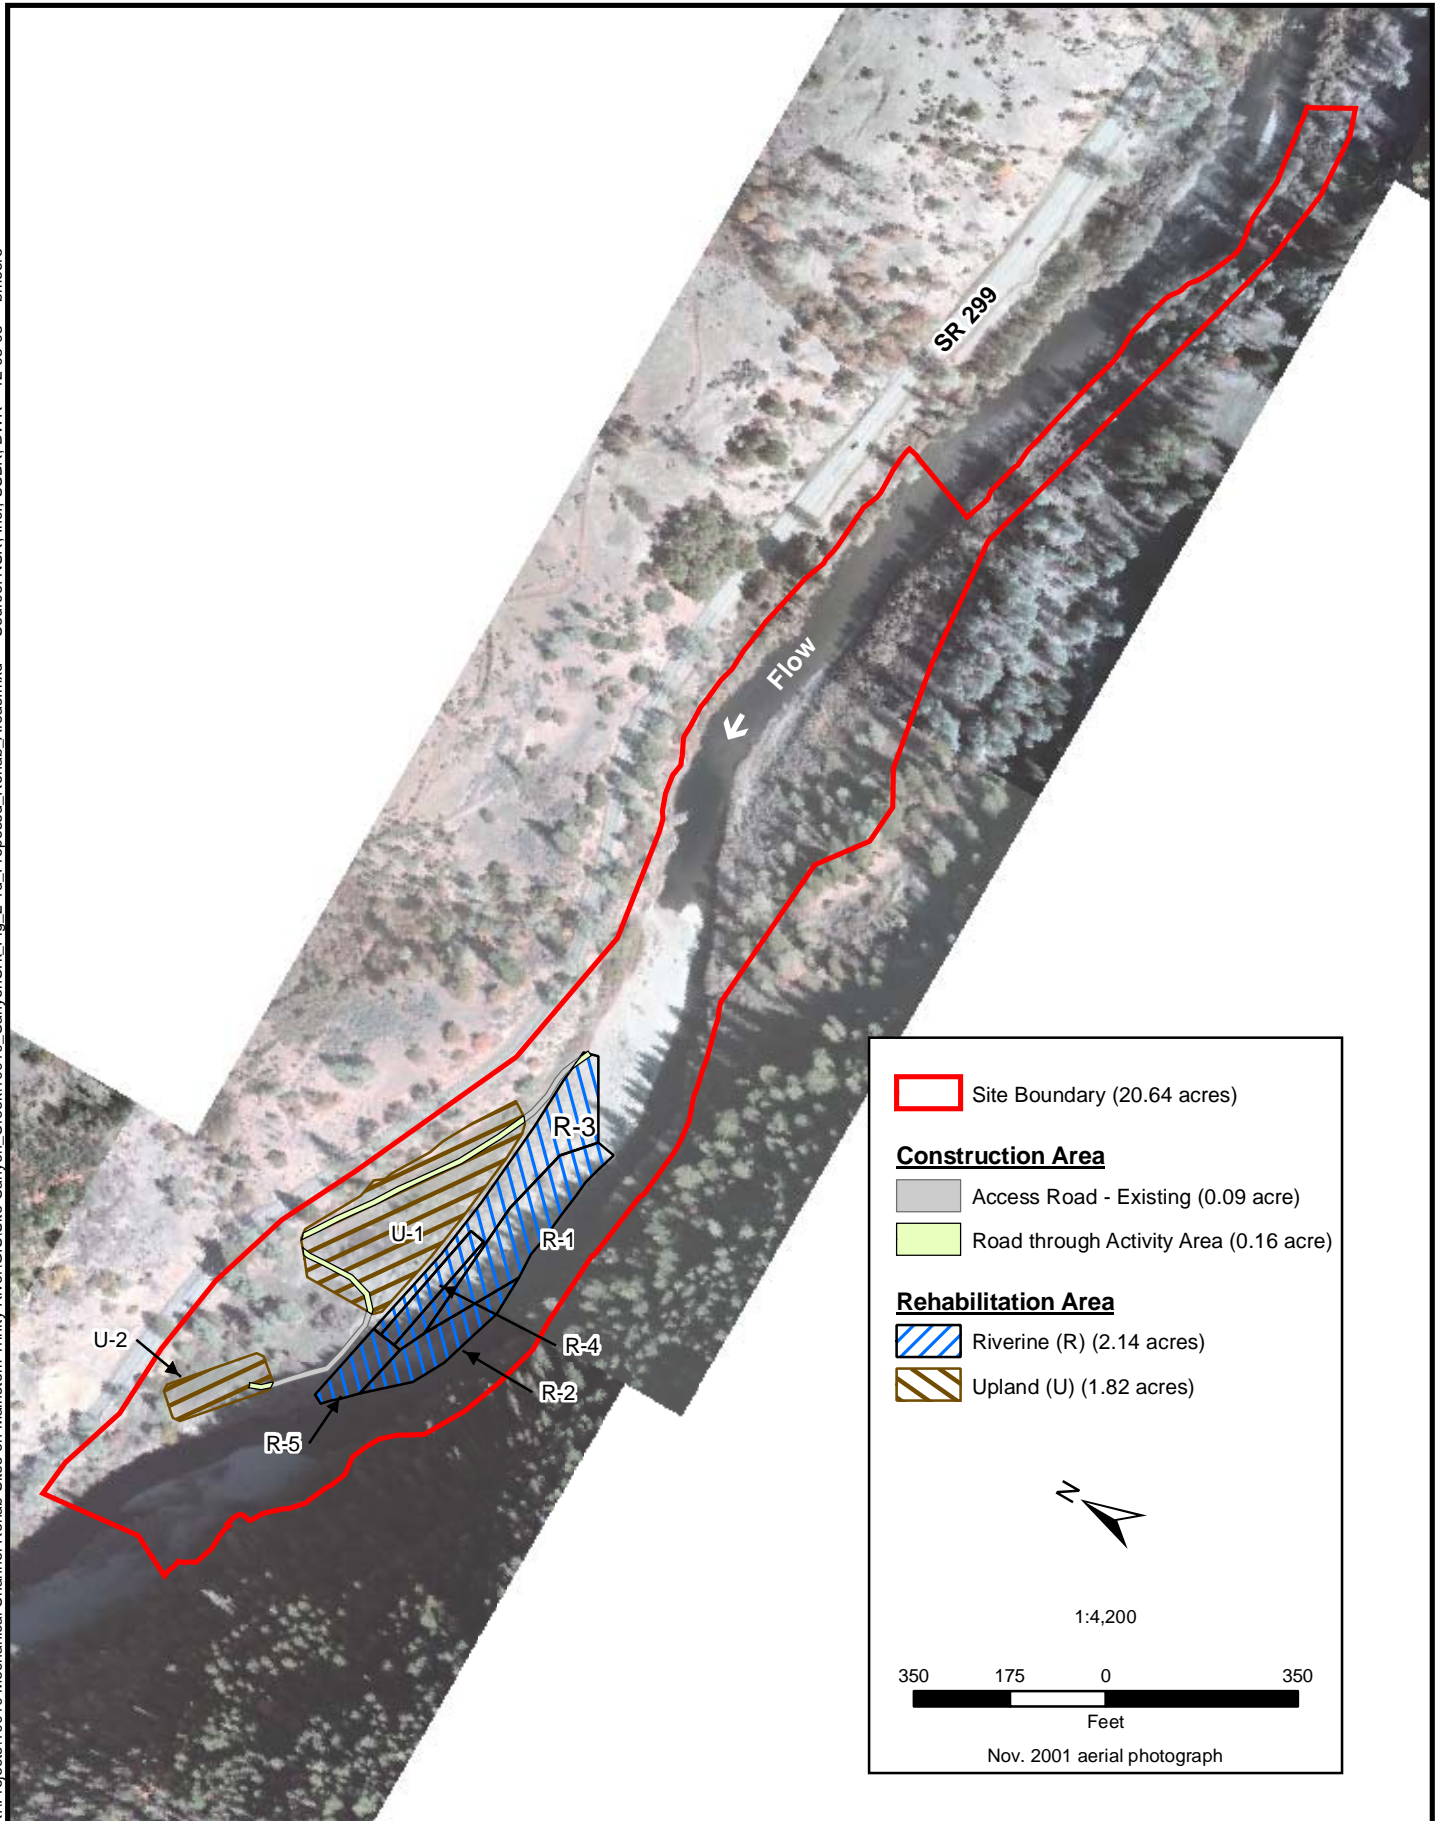 SR 299
Flow
R-3
U-1
R-1
U-2
R-4
R-2
R-5
Site Boundary (20.64 acres)
Construction Area
Access Road - Existing (0.09 acre)
Road through Activity Area (0.16 acre)
Rehabilitation Area
Riverine (R) (2.14 acres)
Upland (U) (1.82 acres)
N
1:4,200
350 175 0 350
Feet
Nov. 2001 aerial photograph